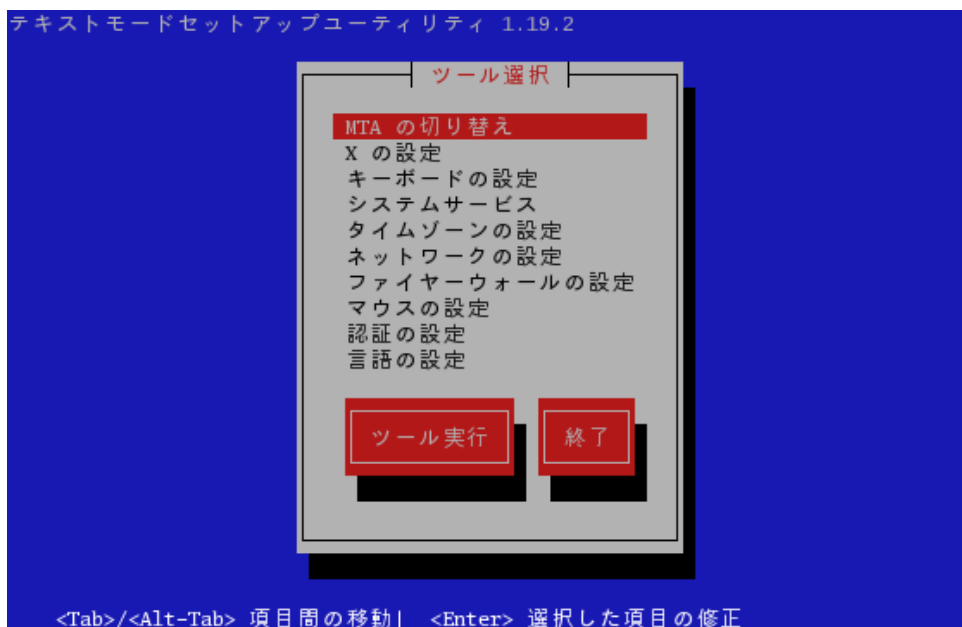 テキストモードセットアップユーティリティ 1.19.2
ツール選択
MTA の切り替え
X の設定
キーボードの設定
システムサービス
タイムゾーンの設定
ネットワークの設定
ファイヤーウォールの設定
マウスの設定
認証の設定
言語の設定
ツール実行 終了
<Tab>/<Alt-Tab> 項目間の移動| <Enter> 選択した項目の修正